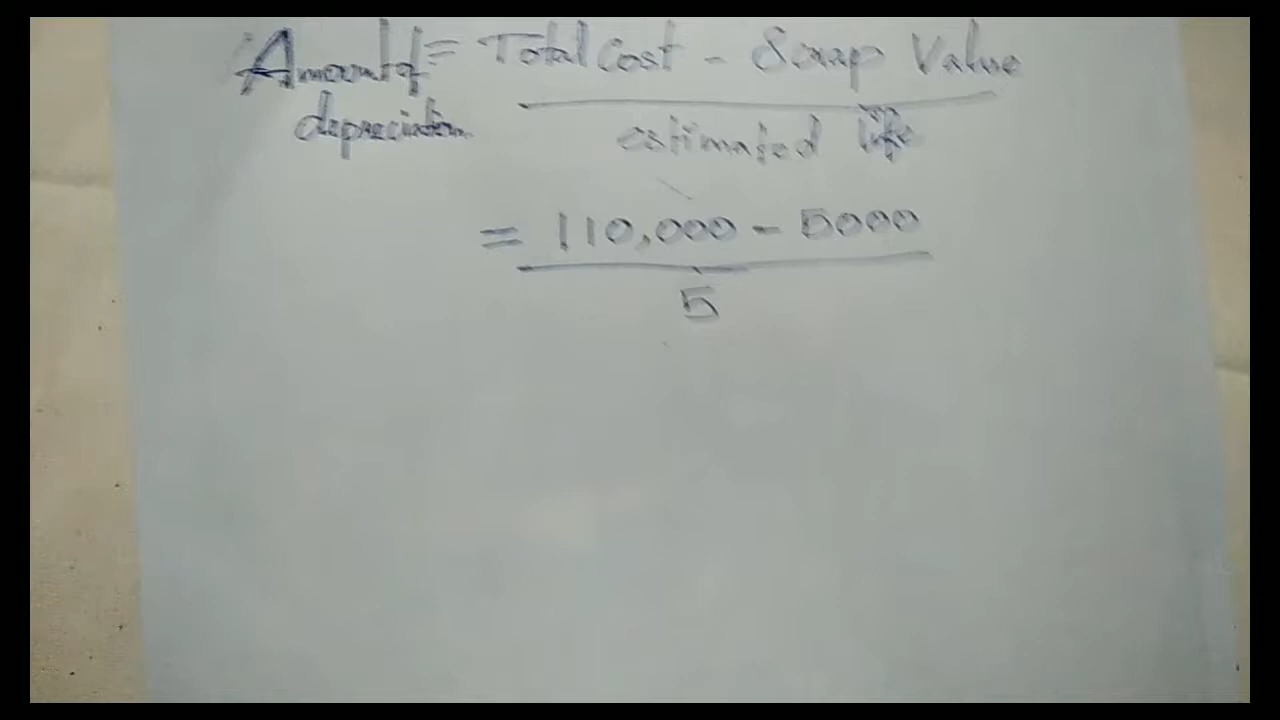 Amount of = Total Cost - Scrap Value
depreciation estimated life
= 110,000 - 5000
5